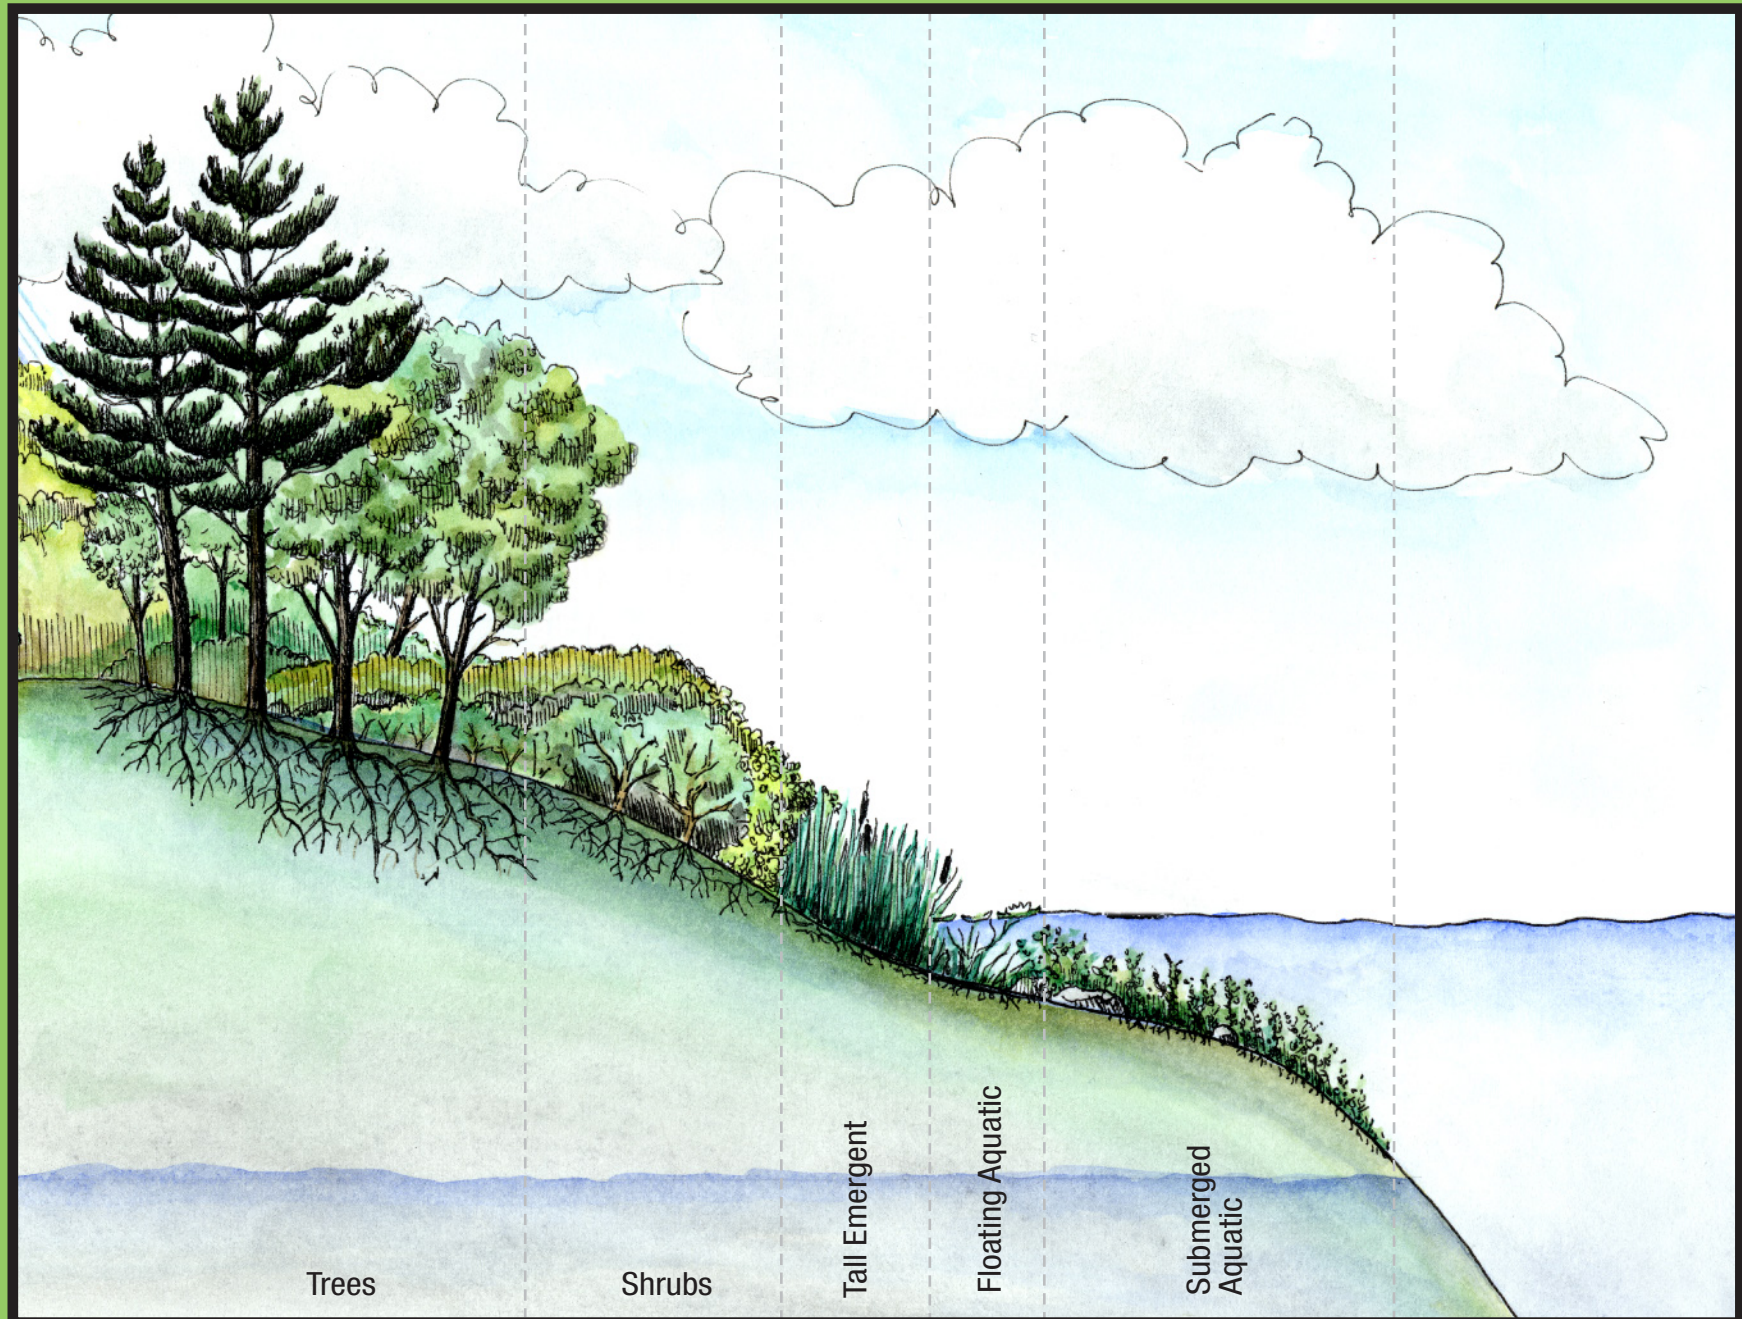 Trees
Shrubs
Tall Emergent
Floating Aquatic
Submerged
Aquatic